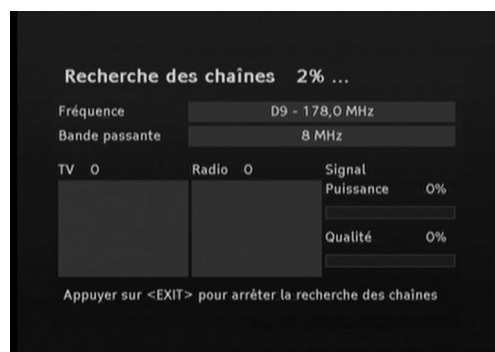 Recherche des chaînes 2% ...
Fréquence D9 - 178,0 MHz
Bande passante 8 MHz
TV 0 Radio 0 Signal
Puissance 0%
Qualité 0%
Appuyer sur <EXIT> pour arrêter la recherche des chaînes